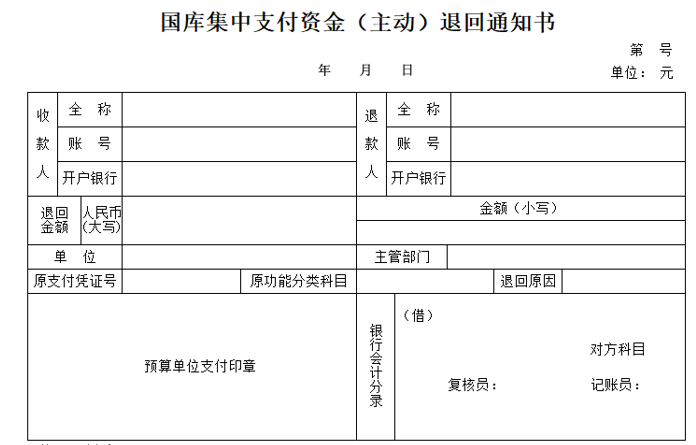 国库集中支付资金（主动）退回通知书
第 号
年 月 日
单位： 元
收款人
全 称
退款人
全 称
账 号
账 号
开户银行
开户银行
退回金额
人民币
(大写)
金额（小写）
单 位
主管部门
原支付凭证号
原功能分类科目
退回原因
预算单位支付印章
银行会计分录
（借）
对方科目
复核员：
记账员：